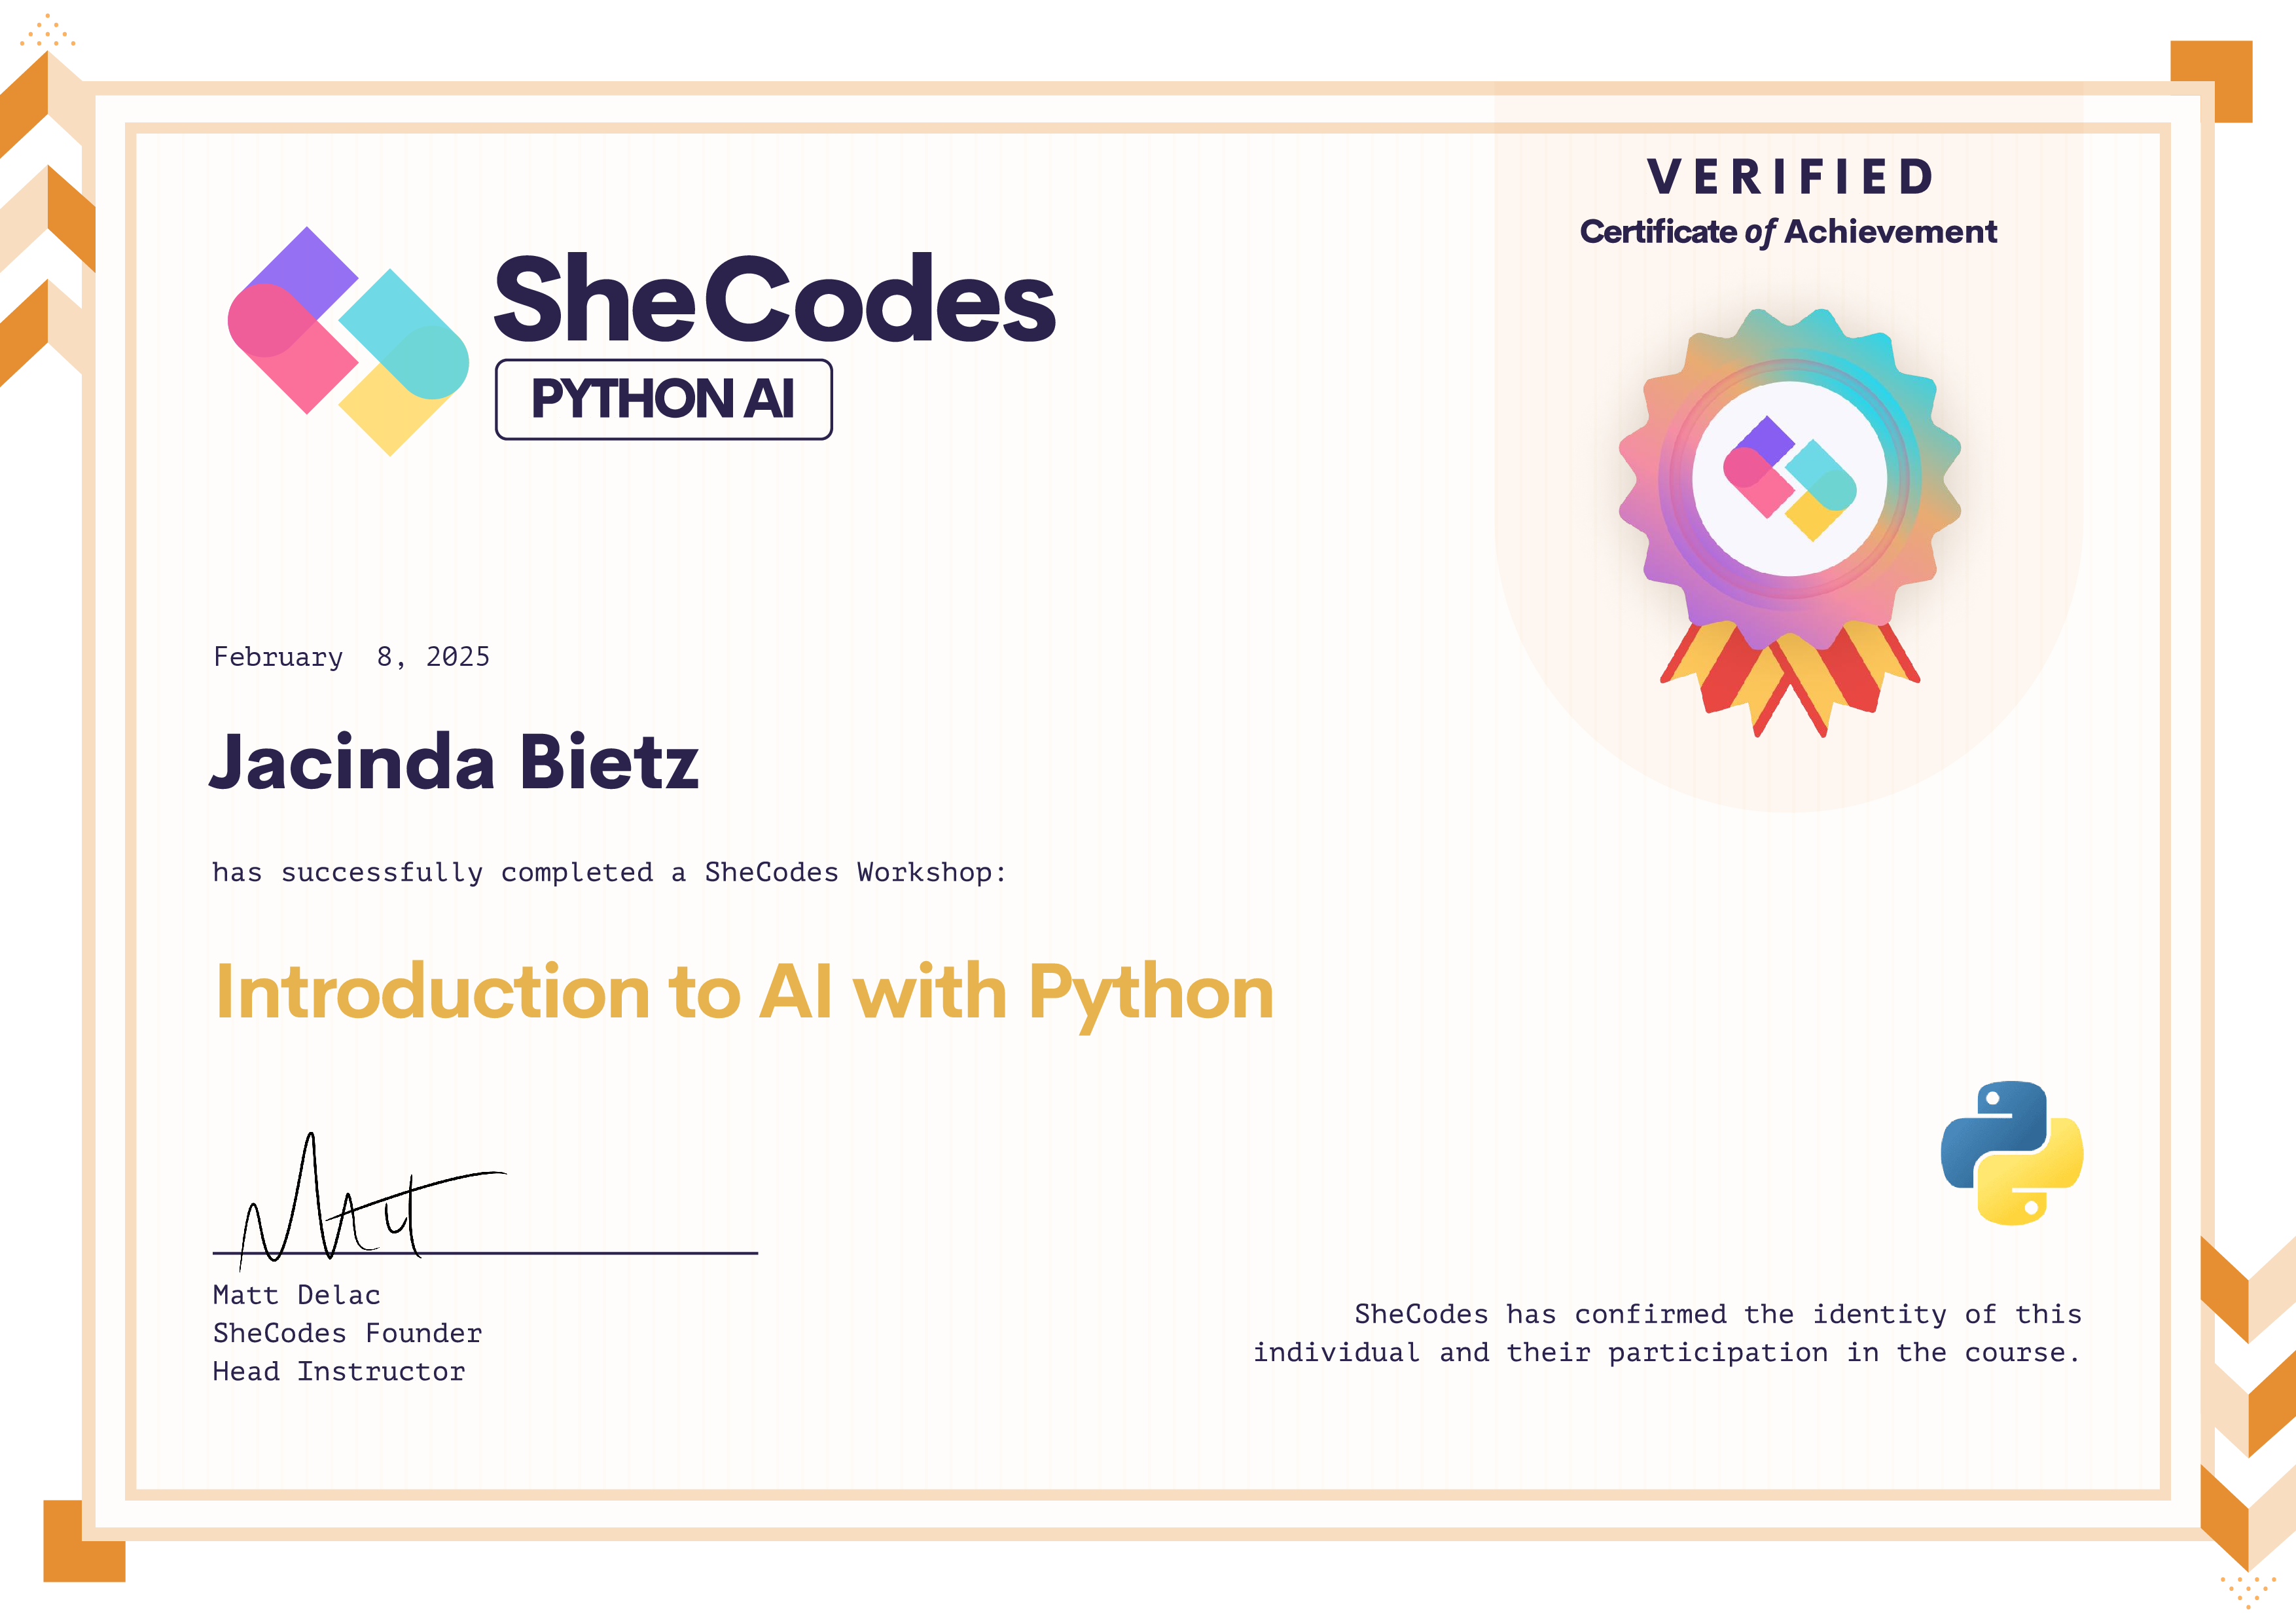 VERIFIED
Certificate of Achievement
SheCodes
PYTHON AI
February  8, 2025
Jacinda Bietz
has successfully completed a SheCodes Workshop:
Introduction to AI with Python
Matt
Matt Delac
SheCodes Founder
Head Instructor
SheCodes has confirmed the identity of this
individual and their participation in the course.